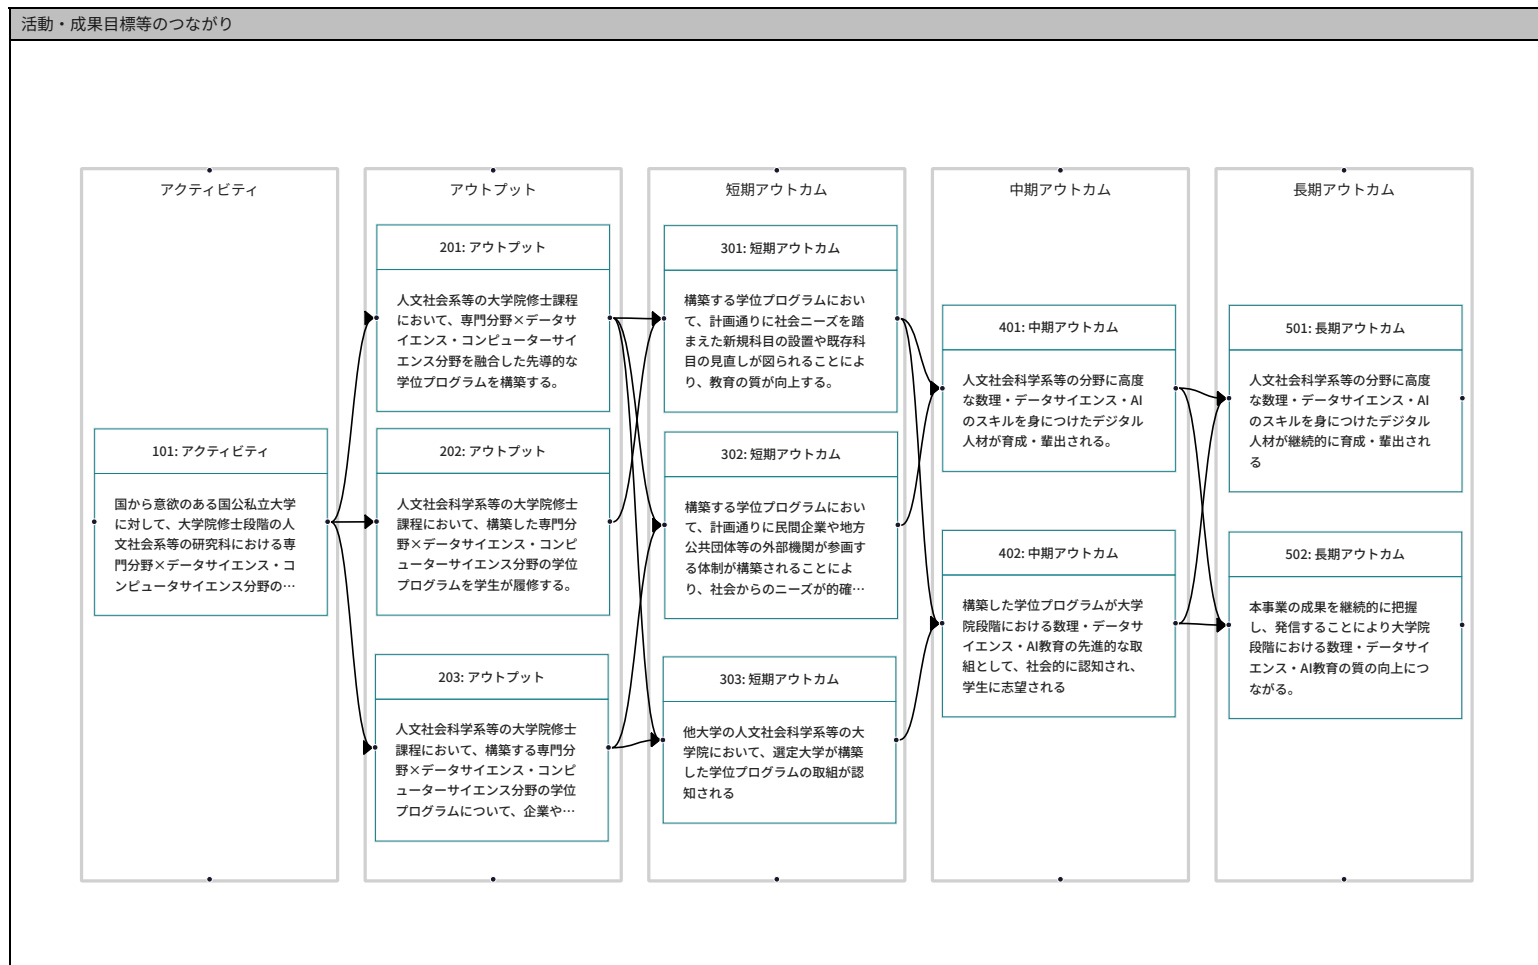 活動・成果目標等のつながり
アクティビティ
101: アクティビティ
国から意欲のある国公私立大学
に対して、大学院修士段階の人
文社会系等の研究科における専
門分野×データサイエンス・コ
ンピュータサイエンス分野の…
アウトプット
201: アウトプット
人文社会系等の大学院修士課程
において、専門分野×データサ
イエンス・コンピューターサイ
エンス分野を融合した先導的な
学位プログラムを構築する。
202: アウトプット
人文社会科学系等の大学院修士
課程において、構築した専門分
野×データサイエンス・コンピ
ューターサイエンス分野の学位
プログラムを学生が履修する。
203: アウトプット
人文社会科学系等の大学院修士
課程において、構築する専門分
野×データサイエンス・コンピ
ューターサイエンス分野の学位
プログラムについて、企業や…
短期アウトカム
301: 短期アウトカム
構築する学位プログラムにおい
て、計画通りに社会ニーズを踏
まえた新規科目の設置や既存科
目の見直しが図られることによ
り、教育の質が向上する。
302: 短期アウトカム
構築する学位プログラムにおい
て、計画通りに民間企業や地方
公共団体等の外部機関が参画す
る体制が構築されることによ
り、社会からのニーズが的確…
303: 短期アウトカム
他大学の人文社会科学系等の大
学院において、選定大学が構築
した学位プログラムの取組が認
知される
中期アウトカム
401: 中期アウトカム
人文社会科学系等の分野に高度
な数理・データサイエンス・AI
のスキルを身につけたデジタル
人材が育成・輩出される。
402: 中期アウトカム
構築した学位プログラムが大学
院段階における数理・データサ
イエンス・AI教育の先進的な取
組として、社会的に認知され、
学生に志望される
長期アウトカム
501: 長期アウトカム
人文社会科学系等の分野に高度
な数理・データサイエンス・AI
のスキルを身につけたデジタル
人材が継続的に育成・輩出され
る
502: 長期アウトカム
本事業の成果を継続的に把握
し、発信することにより大学院
段階における数理・データサイ
エンス・AI教育の質の向上につ
ながる。